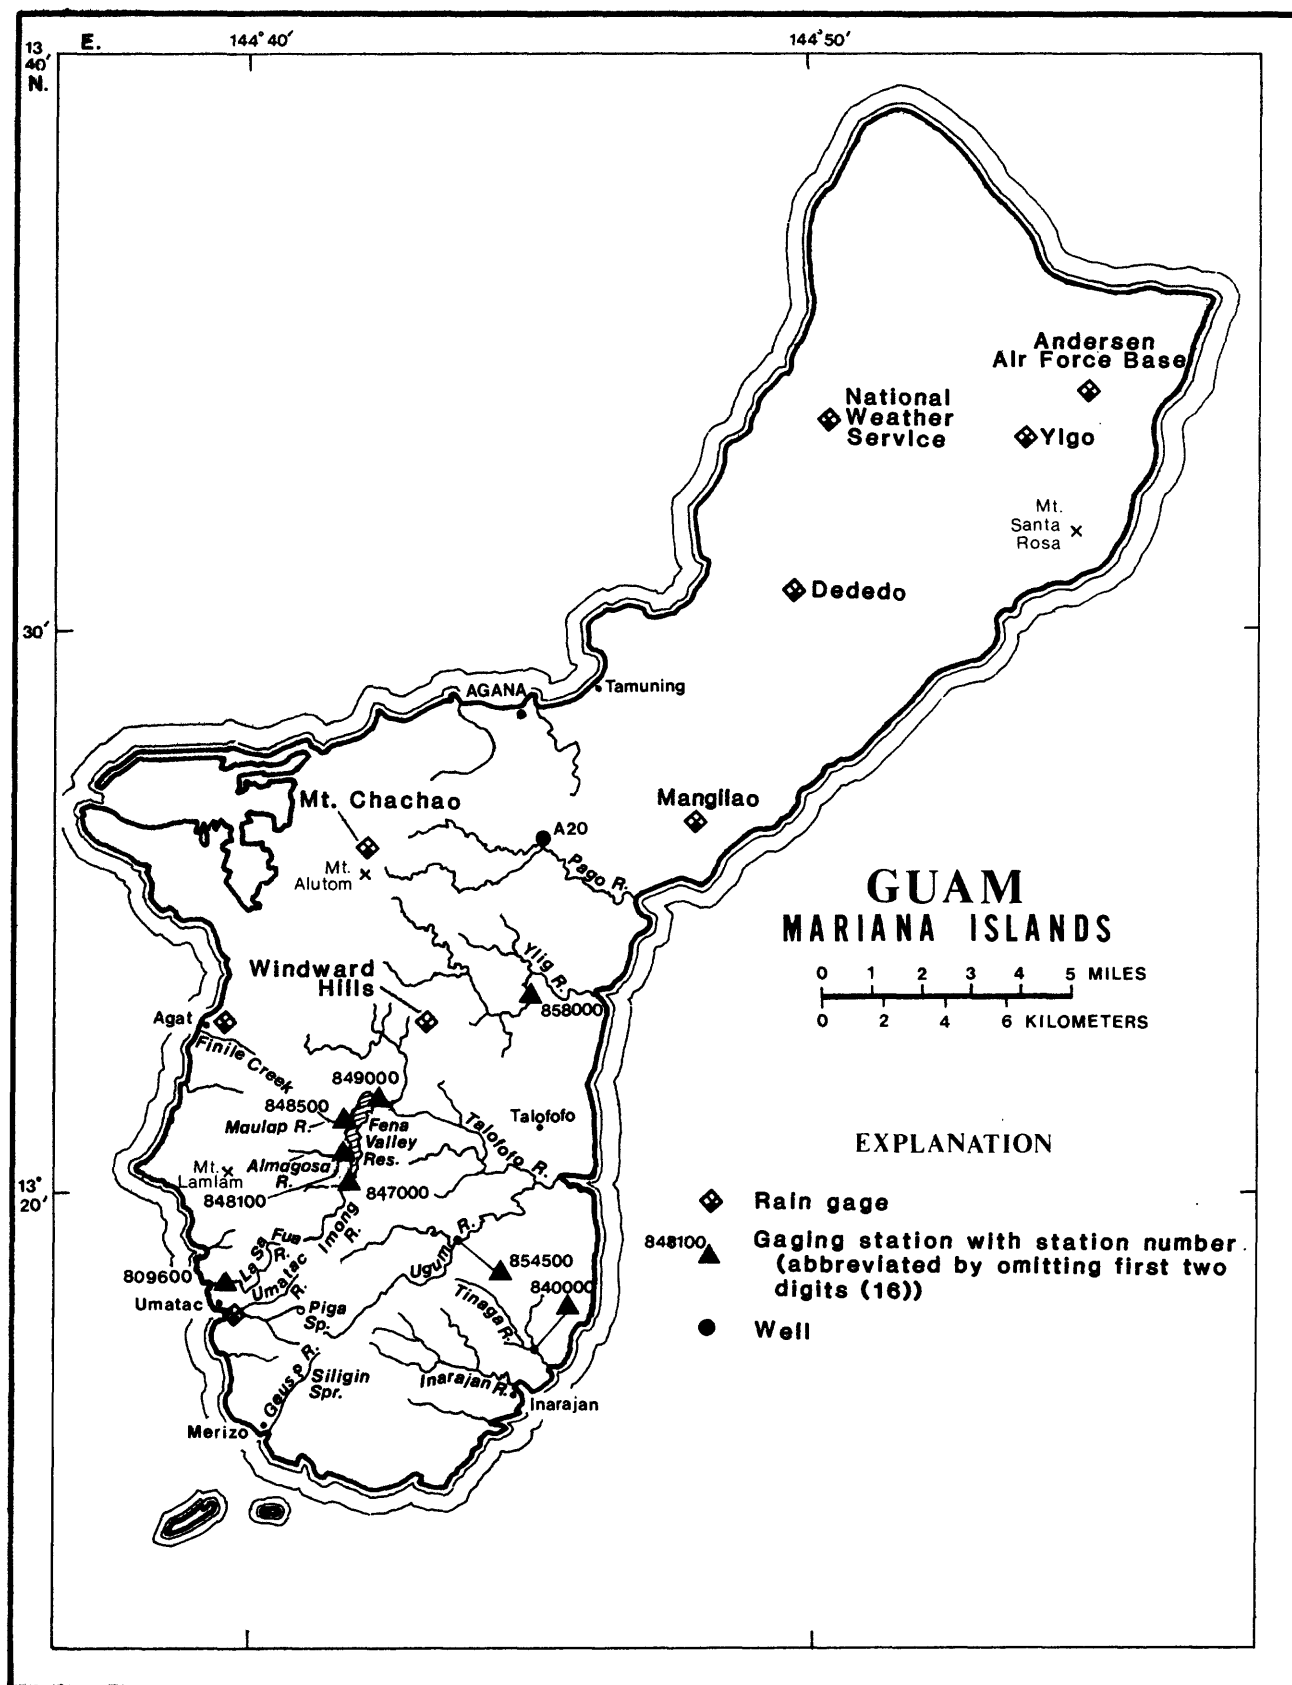 E.
144°40′
144°50′
13
40′
N.
Andersen
Air Force Base
National
Weather
Service
Yigo
Mt.
Santa
Rosa
Dededo
30′
AGANA
Tamuning
Mt. Chachao
Mangilao
A20
Mt.
Alutom
Pago R.
GUAM
MARIANA ISLANDS
Ylig R.
Windward
Hills
0 1 2 3 4 5 MILES
0 2 4 6 KILOMETERS
858000
Agat
Finile Creek
849000
848500
Maulap R.
Fena
Valley
Res.
Talofofo
Talofofo R.
EXPLANATION
Mt.
Lamlam
Almagosa
R.
848100
847000
13°
20′
Rain gage
848100
Gaging station with station number
(abbreviated by omitting first two
digits (16))
Well
Imong
R.
La Sa
Fua
R.
Ugum R.
854500
809600
Umatac
R.
840000
Umatac
Piga
Sp.
Tinaga R.
Geus R.
Siligin
Spr.
Inarajan R.
Inarajan
Merizo